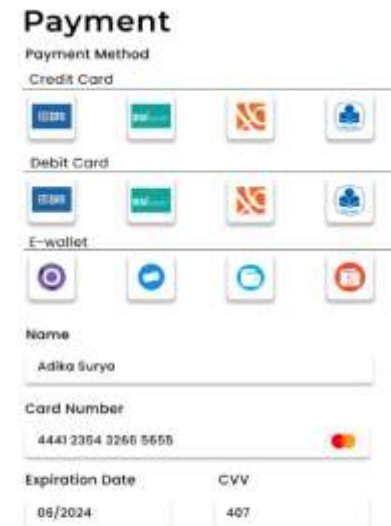 Payment
Payment Method
Credit Card
Debit Card
E-wallet
Name
Adika Surya
Card Number
4441 2354 3266 5655
Expiration Date
CVV
06/2024
407